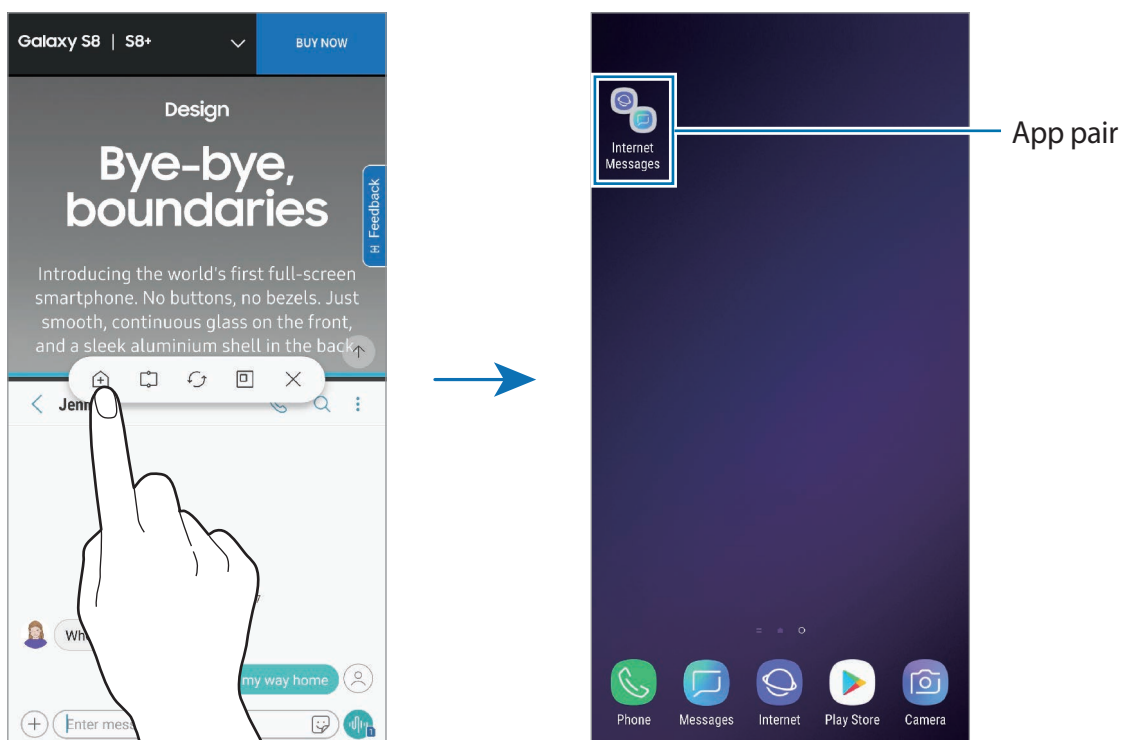 Galaxy S8 | S8+
BUY NOW
Design
Bye-bye,
boundaries
Feedback
Introducing the world's first full-screen
smartphone. No buttons, no bezels. Just
smooth, continuous glass on the front,
and a sleek aluminium shell in the back
my way home
Enter
1
Internet
Messages
App pair
Phone
Messages
Internet
Play Store
Camera